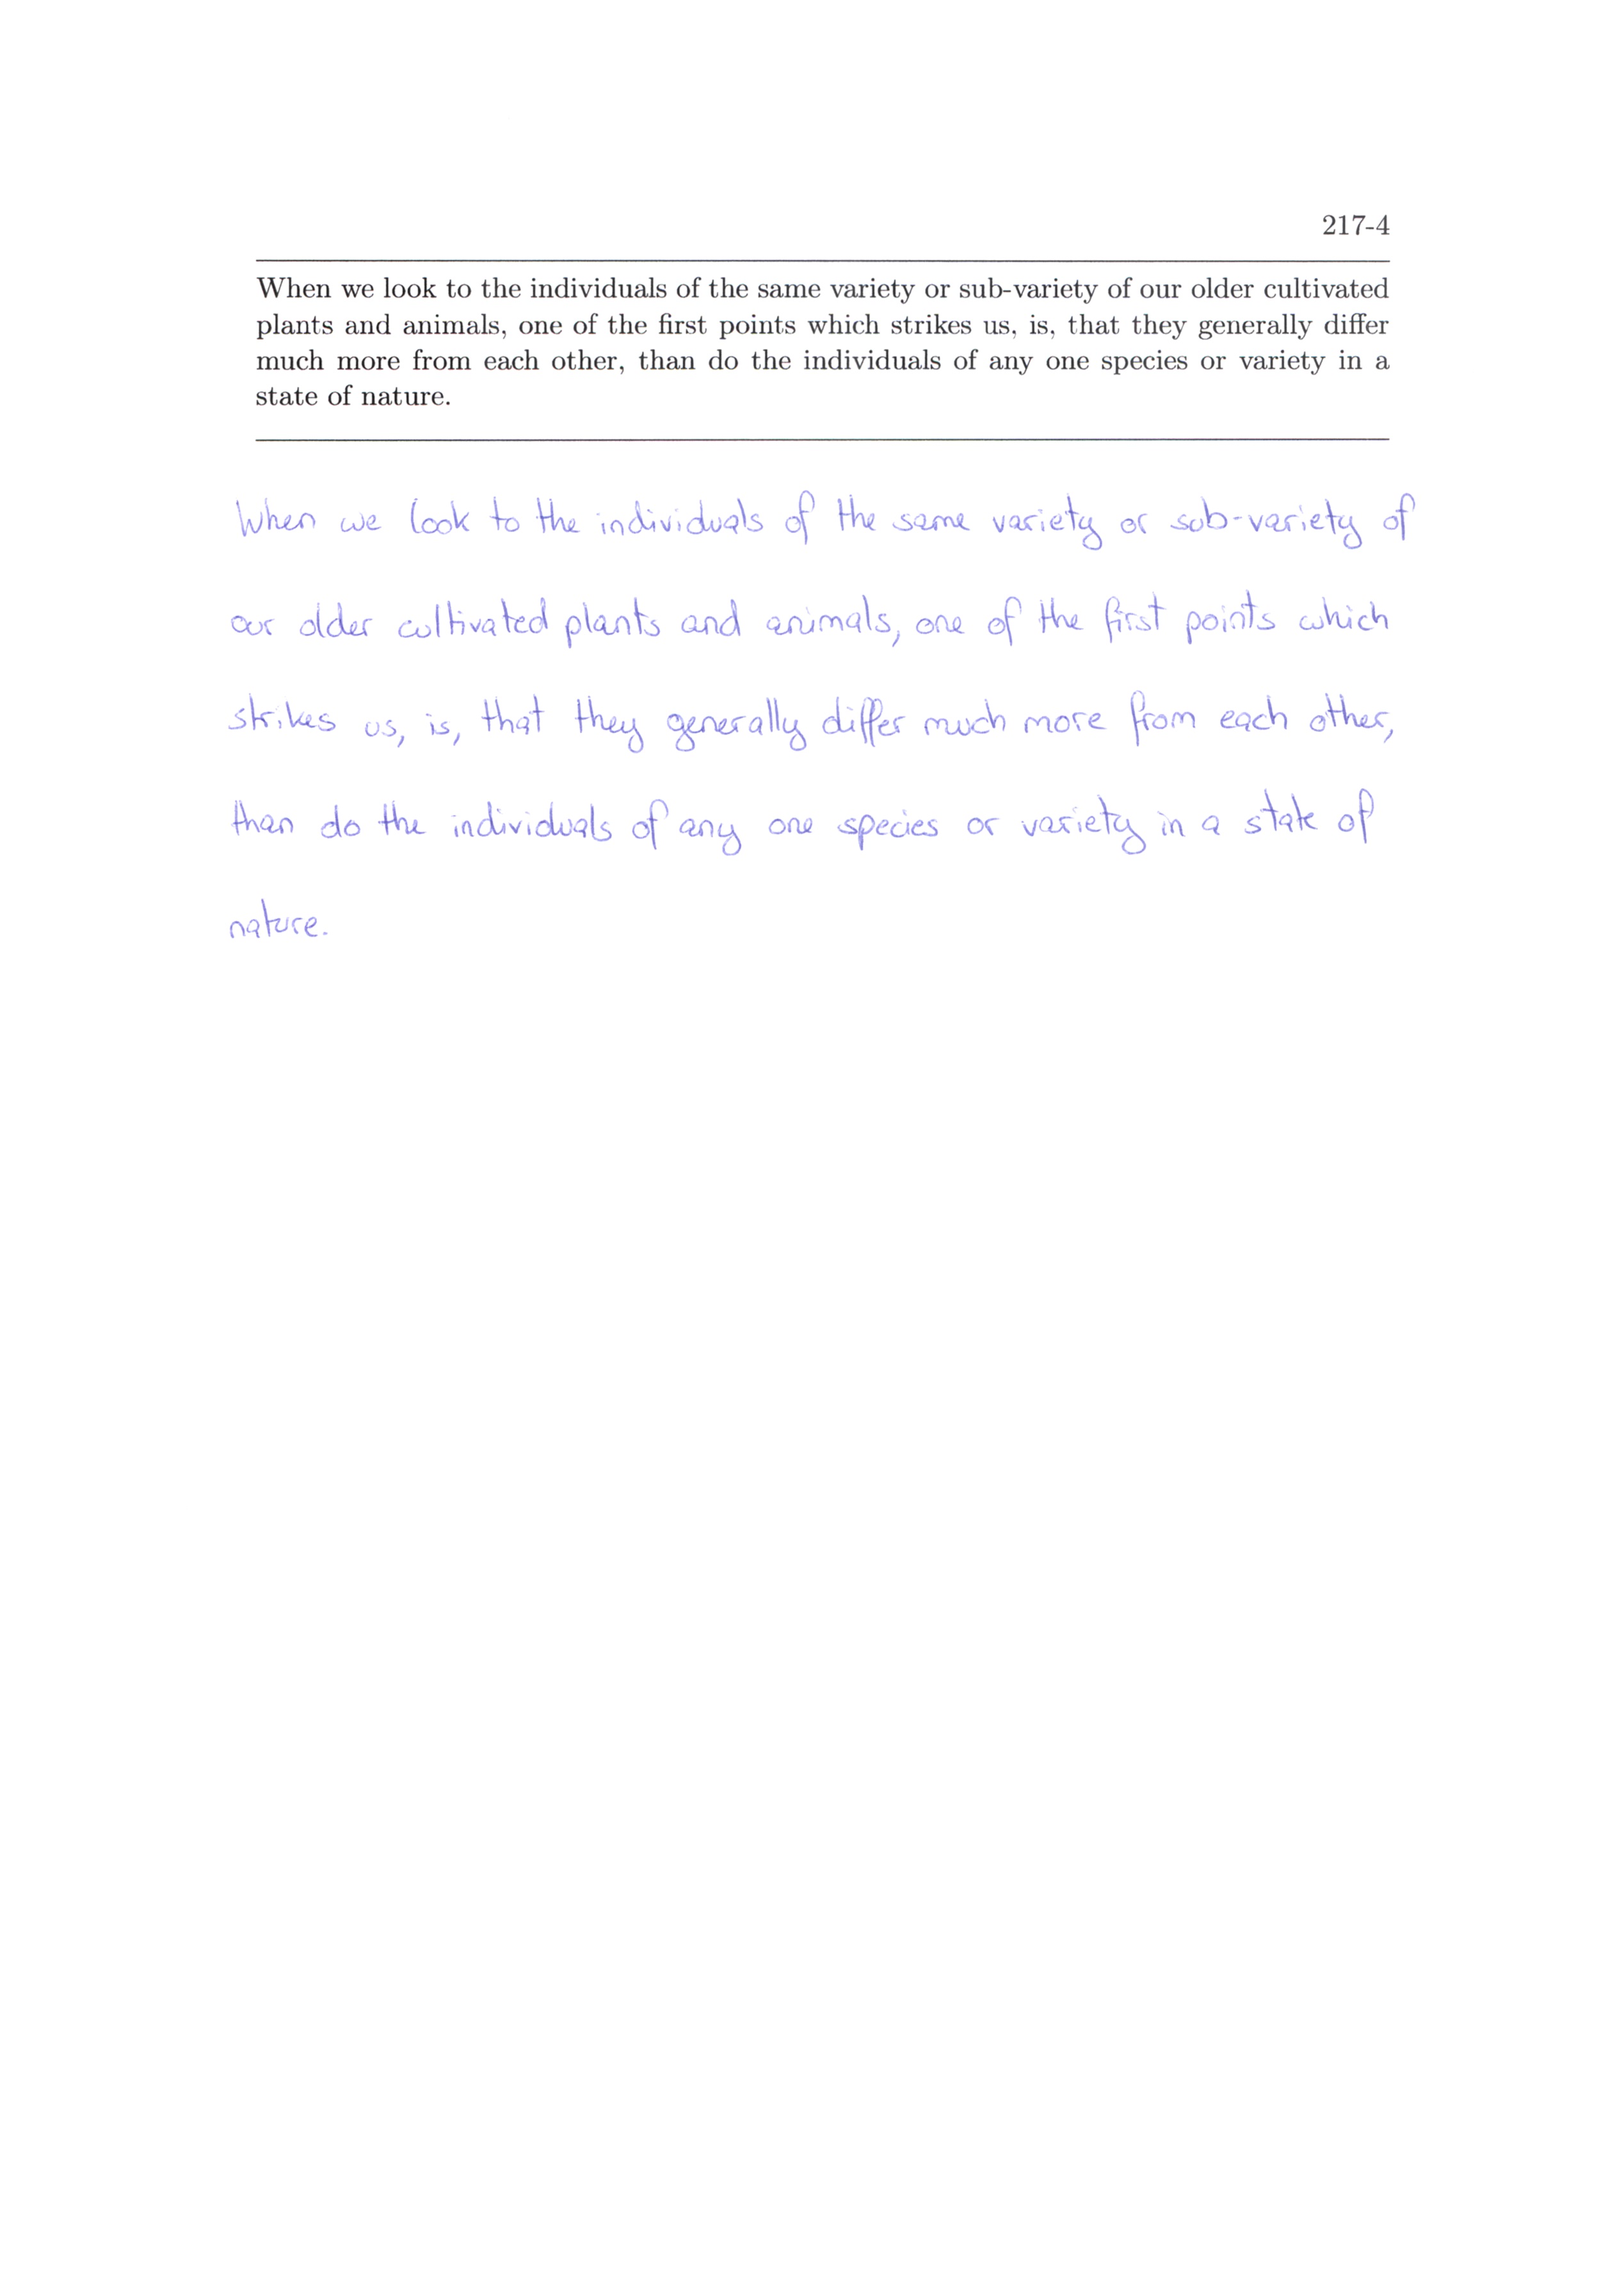 217-4
When we look to the individuals of the same variety or sub-variety of our older cultivated
plants and animals, one of the first points which strikes us, is, that they generally differ
much more from each other, than do the individuals of any one species or variety in a
state of nature.
When we look to the individuals of the same variety or sub-variety of
our older cultivated plants and animals, one of the first points which
strikes us, is, that they generally differ much more from each other,
than do the individuals of any one species or variety in a state of
nature.